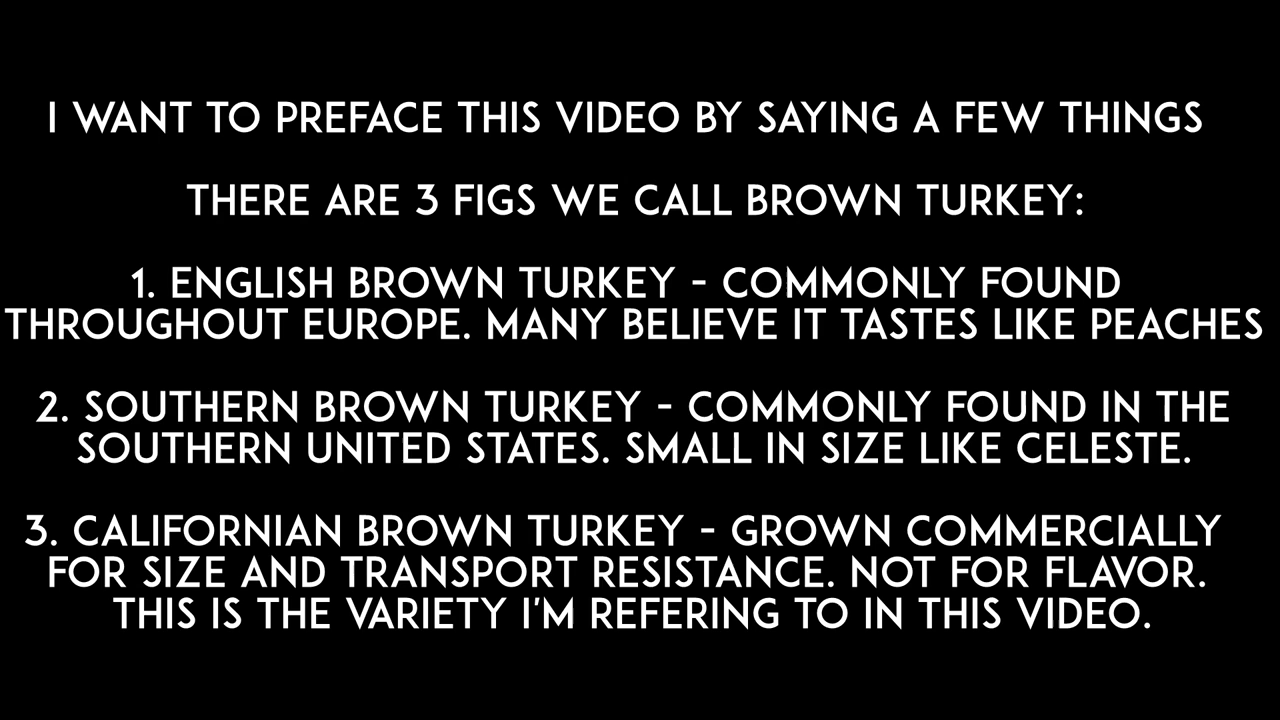 I WANT TO PREFACE THIS VIDEO BY SAYING A FEW THINGS
THERE ARE 3 FIGS WE CALL BROWN TURKEY:
1. ENGLISH BROWN TURKEY - COMMONLY FOUND
THROUGHOUT EUROPE. MANY BELIEVE IT TASTES LIKE PEACHES
2. SOUTHERN BROWN TURKEY - COMMONLY FOUND IN THE
SOUTHERN UNITED STATES. SMALL IN SIZE LIKE CELESTE.
3. CALIFORNIAN BROWN TURKEY - GROWN COMMERCIALLY
FOR SIZE AND TRANSPORT RESISTANCE. NOT FOR FLAVOR.
THIS IS THE VARIETY I'M REFERING TO IN THIS VIDEO.